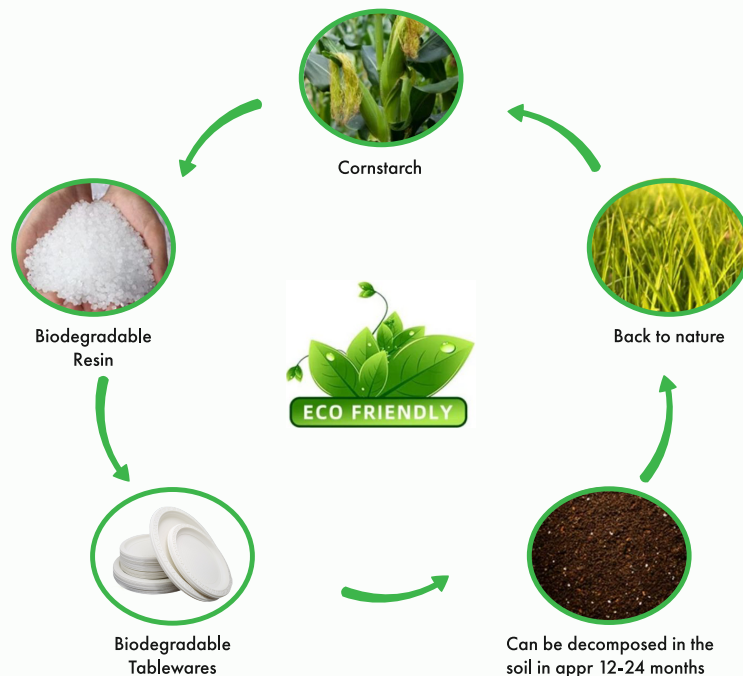 Cornstarch
Biodegradable
Resin
Biodegradable
Tablewares
Can be decomposed in the
soil in appr 12-24 months
Back to nature
ECO FRIENDLY